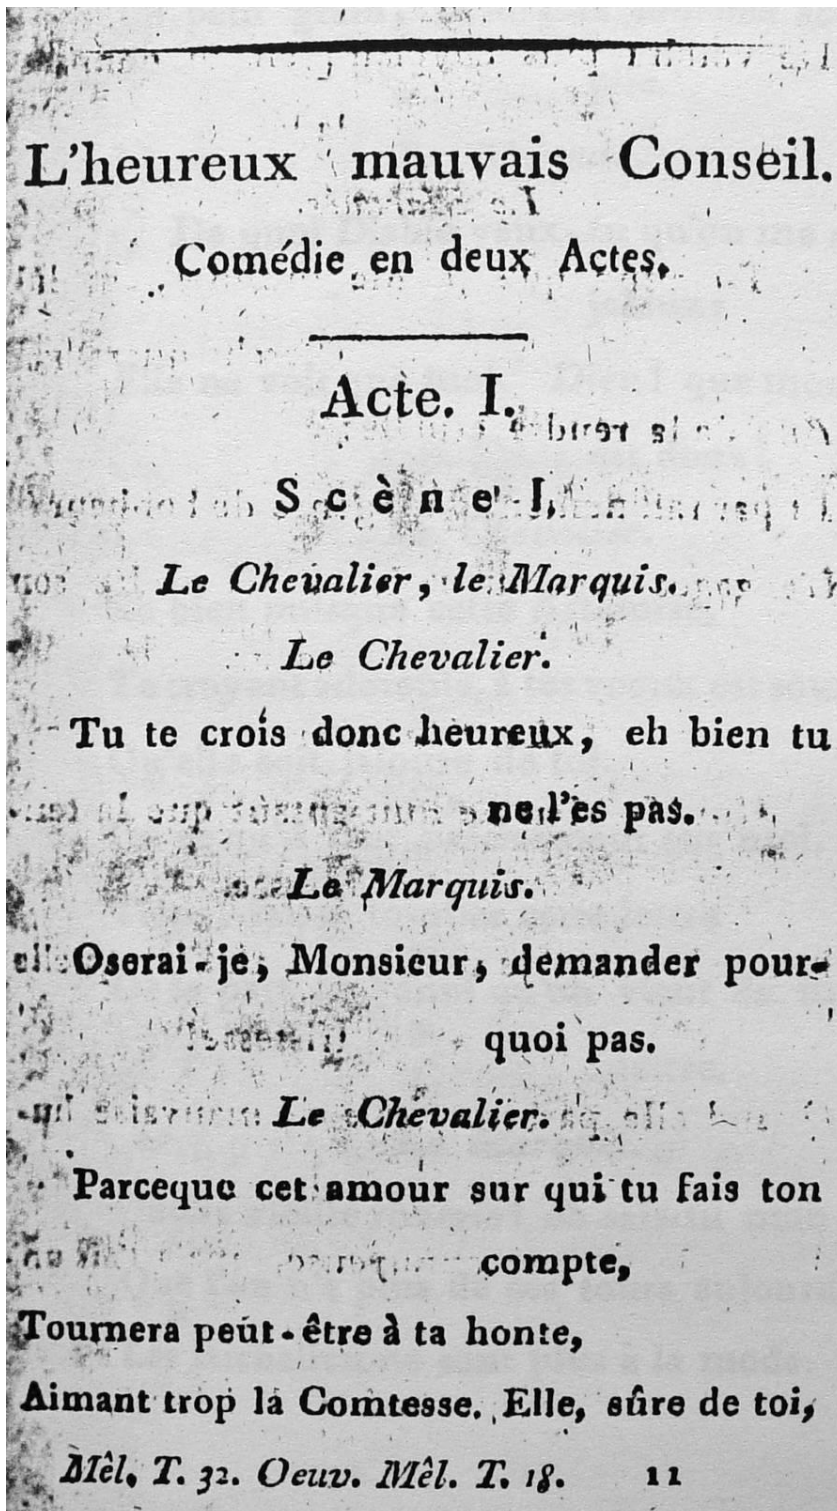 L'heureux mauvais Conseil.
Comédie en deux Actes.
Acte. I.
Scène I.
Le Chevalier, le Marquis.
Le Chevalier.
Tu te crois donc heureux, eh bien tu
ne l'es pas.
Le Marquis.
Oserai-je, Monsieur, demander pour-
quoi pas.
Le Chevalier.
Parceque cet amour sur qui tu fais ton
compte,
Tournera peut-être à ta honte,
Aimant trop la Comtesse. Elle, sûre de toi,
Mêl. T. 32. Oeuv. Mêl. T. 18. 11